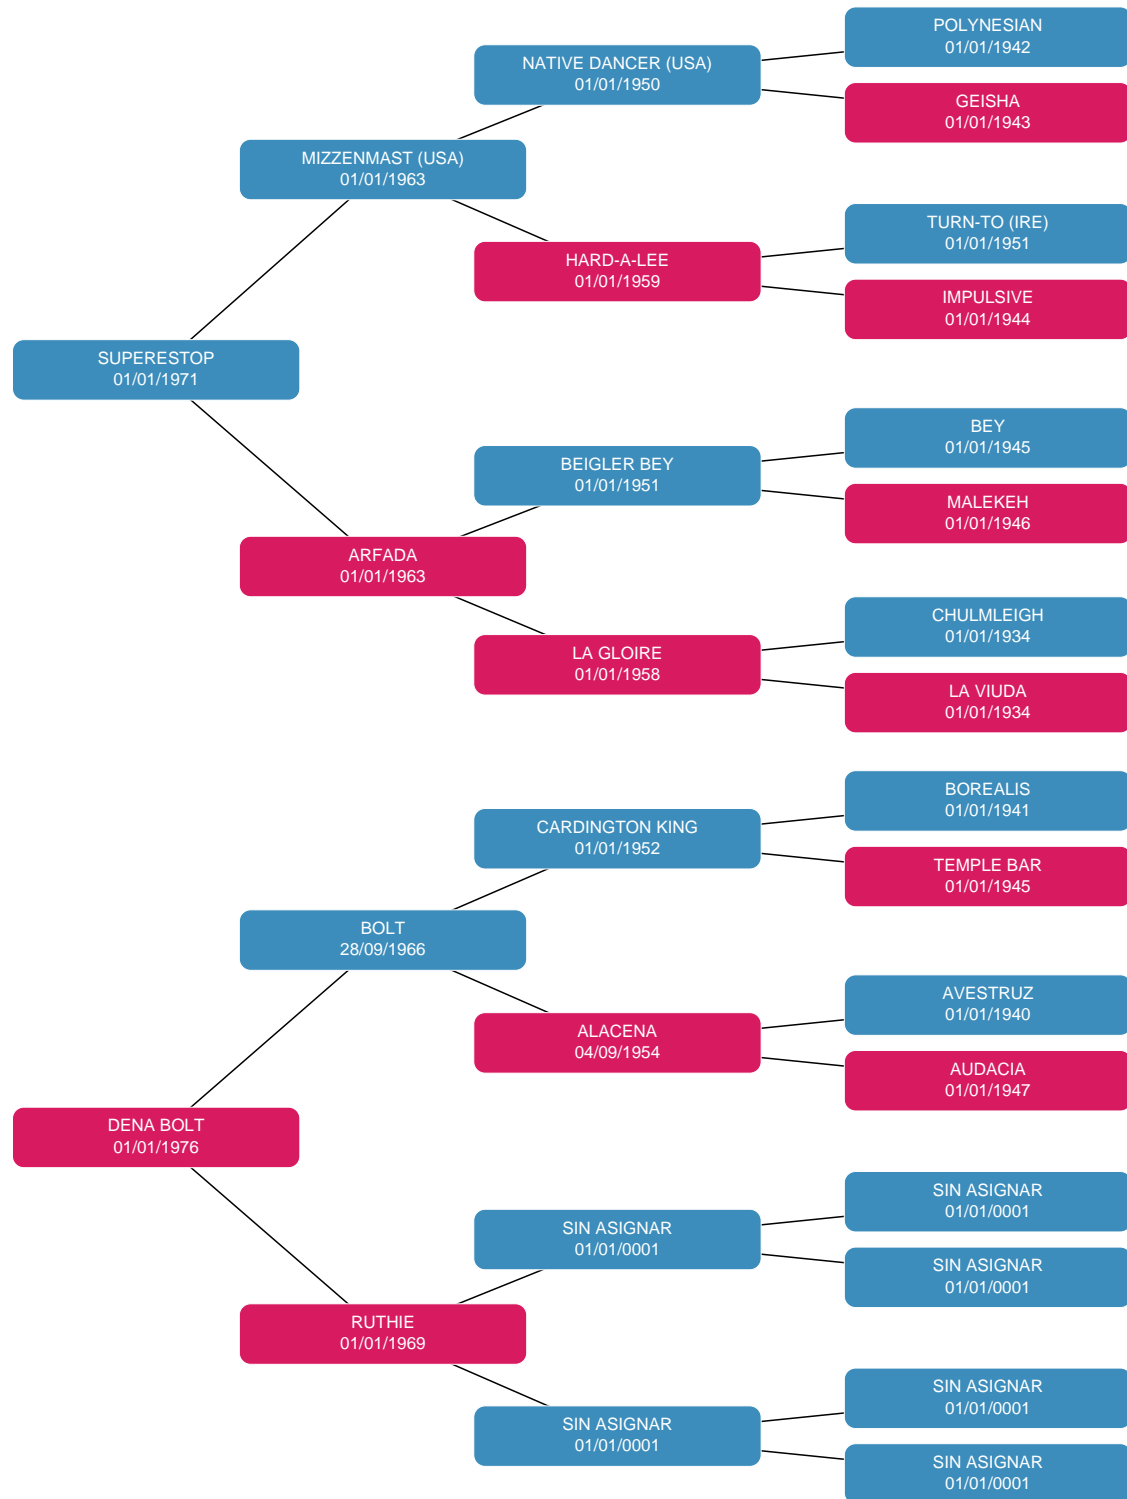 POLYNESIAN
01/01/1942
NATIVE DANCER (USA)
01/01/1950
GEISHA
01/01/1943
MIZZENMAST (USA)
01/01/1963
TURN-TO (IRE)
01/01/1951
HARD-A-LEE
01/01/1959
IMPULSIVE
01/01/1944
SUPERESTOP
01/01/1971
BEY
01/01/1945
BEIGLER BEY
01/01/1951
MALEKEH
01/01/1946
ARFADA
01/01/1963
CHULMLEIGH
01/01/1934
LA GLOIRE
01/01/1958
LA VIUDA
01/01/1934
BOREALIS
01/01/1941
CARDINGTON KING
01/01/1952
TEMPLE BAR
01/01/1945
BOLT
28/09/1966
AVESTRUZ
01/01/1940
ALACENA
04/09/1954
AUDACIA
01/01/1947
DENA BOLT
01/01/1976
SIN ASIGNAR
01/01/0001
SIN ASIGNAR
01/01/0001
SIN ASIGNAR
01/01/0001
RUTHIE
01/01/1969
SIN ASIGNAR
01/01/0001
SIN ASIGNAR
01/01/0001
SIN ASIGNAR
01/01/0001